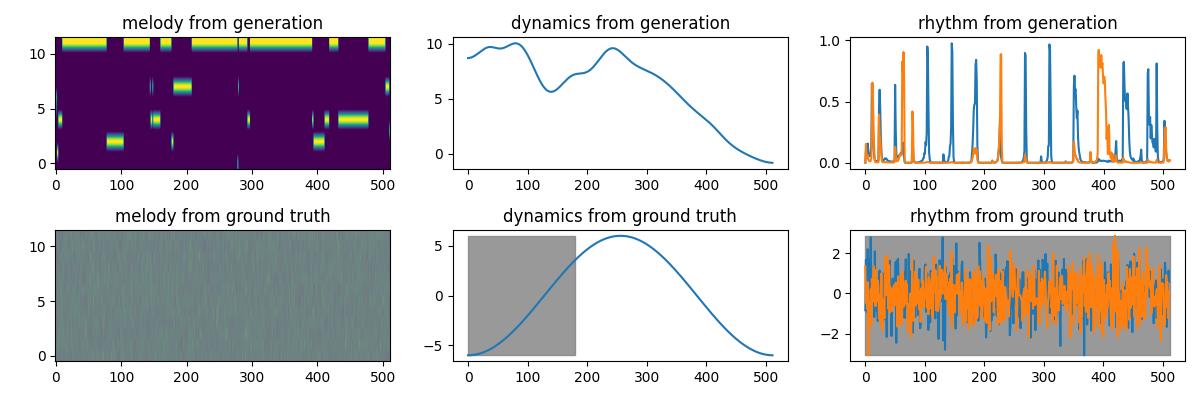 melody from generation
10
5
0
0 100 200 300 400 500
dynamics from generation
10
5
0
0 100 200 300 400 500
rhythm from generation
1.0
0.5
0.0
0 100 200 300 400 500
melody from ground truth
10
5
0
0 100 200 300 400 500
dynamics from ground truth
5
0
−5
0 100 200 300 400 500
rhythm from ground truth
2
0
−2
0 100 200 300 400 500